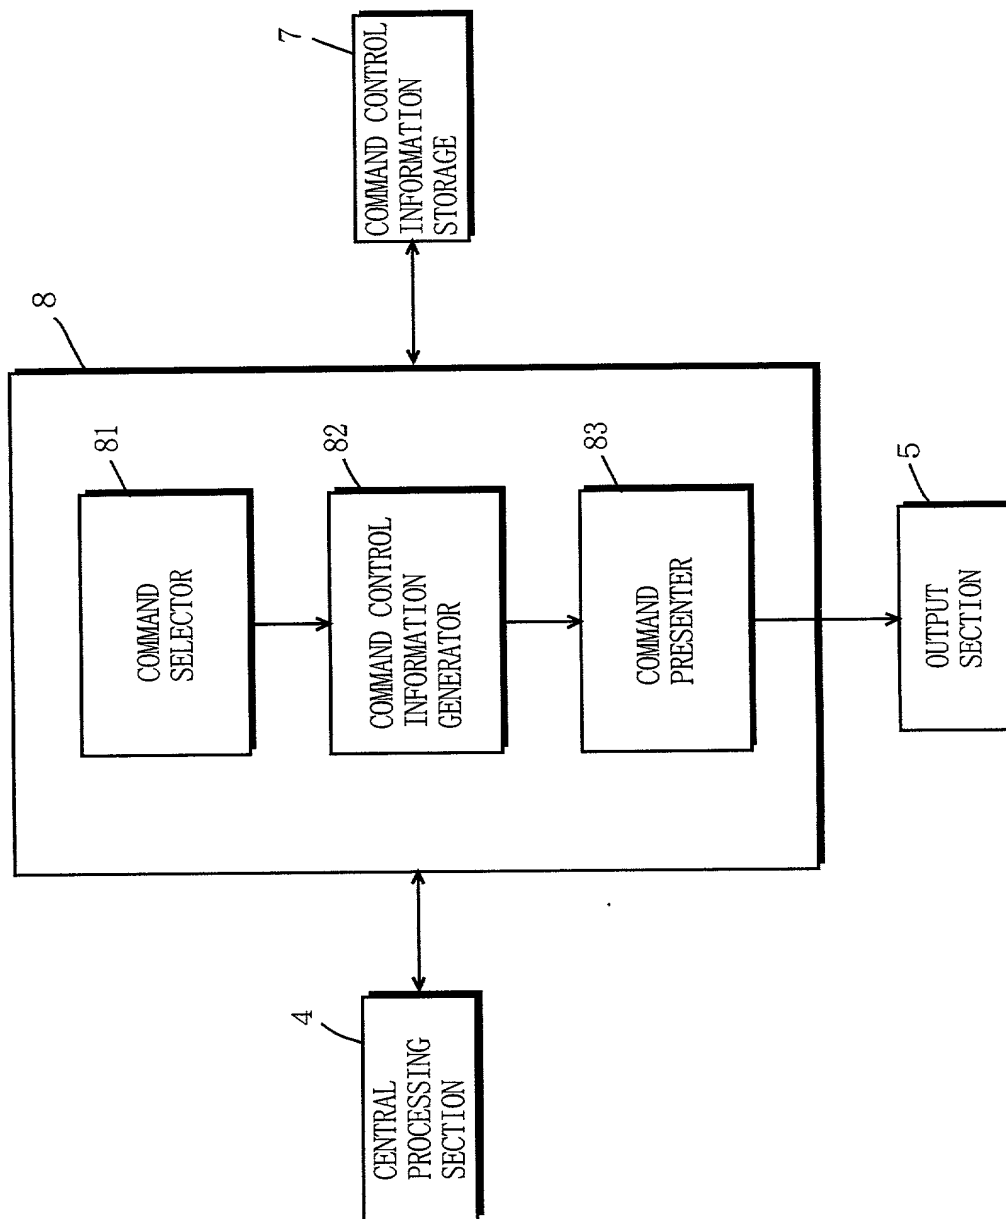 7
COMMAND CONTROL
INFORMATION
STORAGE
8
81
COMMAND
SELECTOR
82
COMMAND CONTROL
INFORMATION
GENERATOR
83
COMMAND
PRESENTER
5
OUTPUT
SECTION
4
CENTRAL
PROCESSING
SECTION